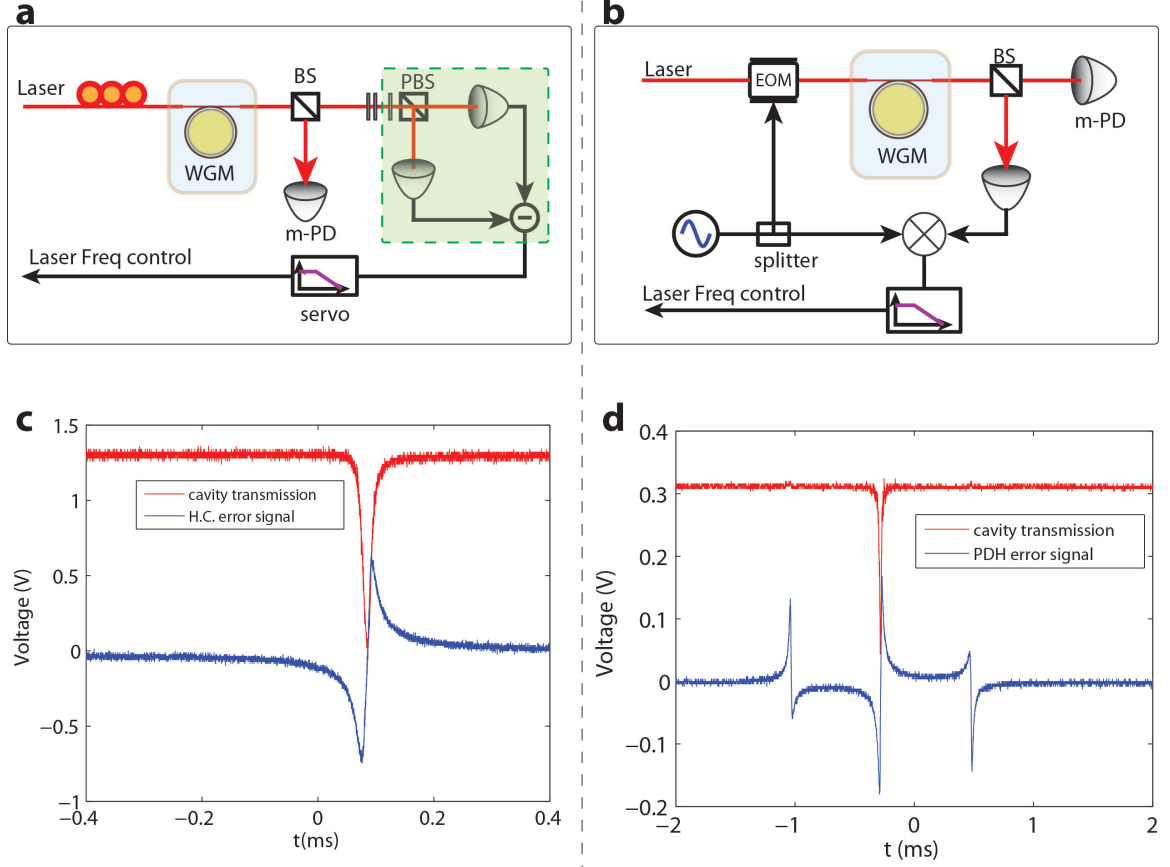 a
Laser
BS
PBS
WGM
m-PD
Laser Freq control
servo
b
Laser
EOM
BS
WGM
m-PD
splitter
Laser Freq control
c
1.5
1
0.5
0
−0.5
−1
−0.4
−0.2
0
0.2
0.4
Voltage (V)
t(ms)
cavity transmission
H.C. error signal
d
0.4
0.3
0.2
0.1
0
−0.1
−0.2
−2
−1
0
1
2
Voltage (V)
t (ms)
cavity transmission
PDH error signal